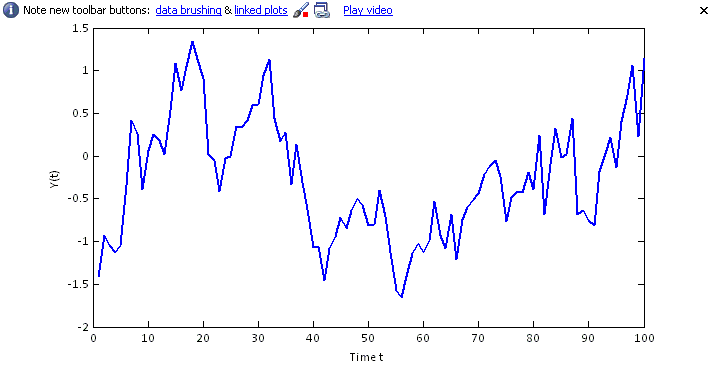 Note new toolbar buttons: data brushing & linked plots Play video
1.5
1
0.5
0
-0.5
-1
-1.5
-2
Y(t)
0 10 20 30 40 50 60 70 80 90 100
Time t